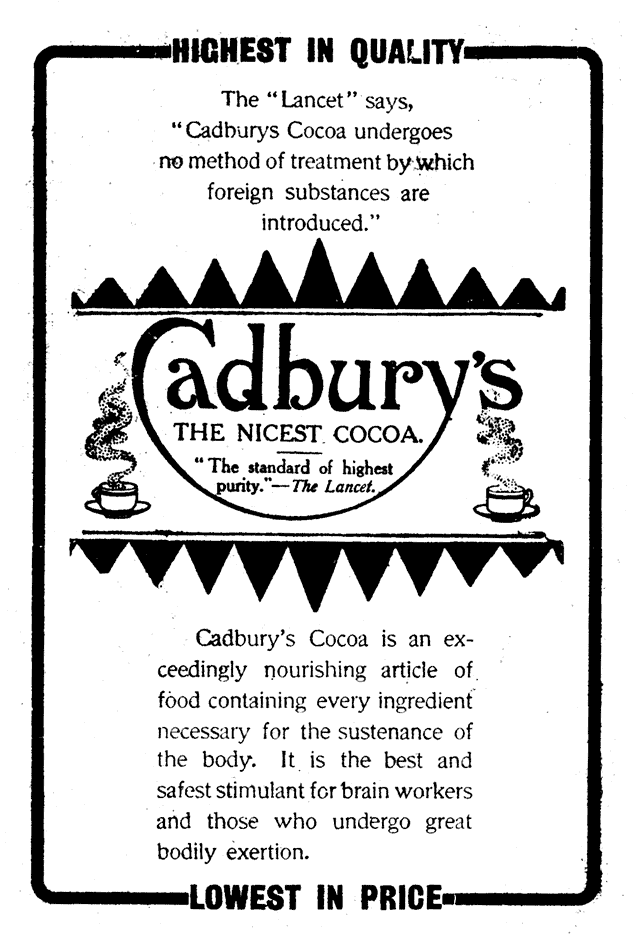 HIGHEST IN QUALITY
The “Lancet” says,
“Cadburys Cocoa undergoes
no method of treatment by which
foreign substances are
introduced.”
Cadbury's
THE NICEST COCOA.
“The standard of highest
purity.”—The Lancet.
Cadbury's Cocoa is an ex-
ceedingly nourishing article of
food containing every ingredient
necessary for the sustenance of
the body. It is the best and
safest stimulant for brain workers
and those who undergo great
bodily exertion.
LOWEST IN PRICE